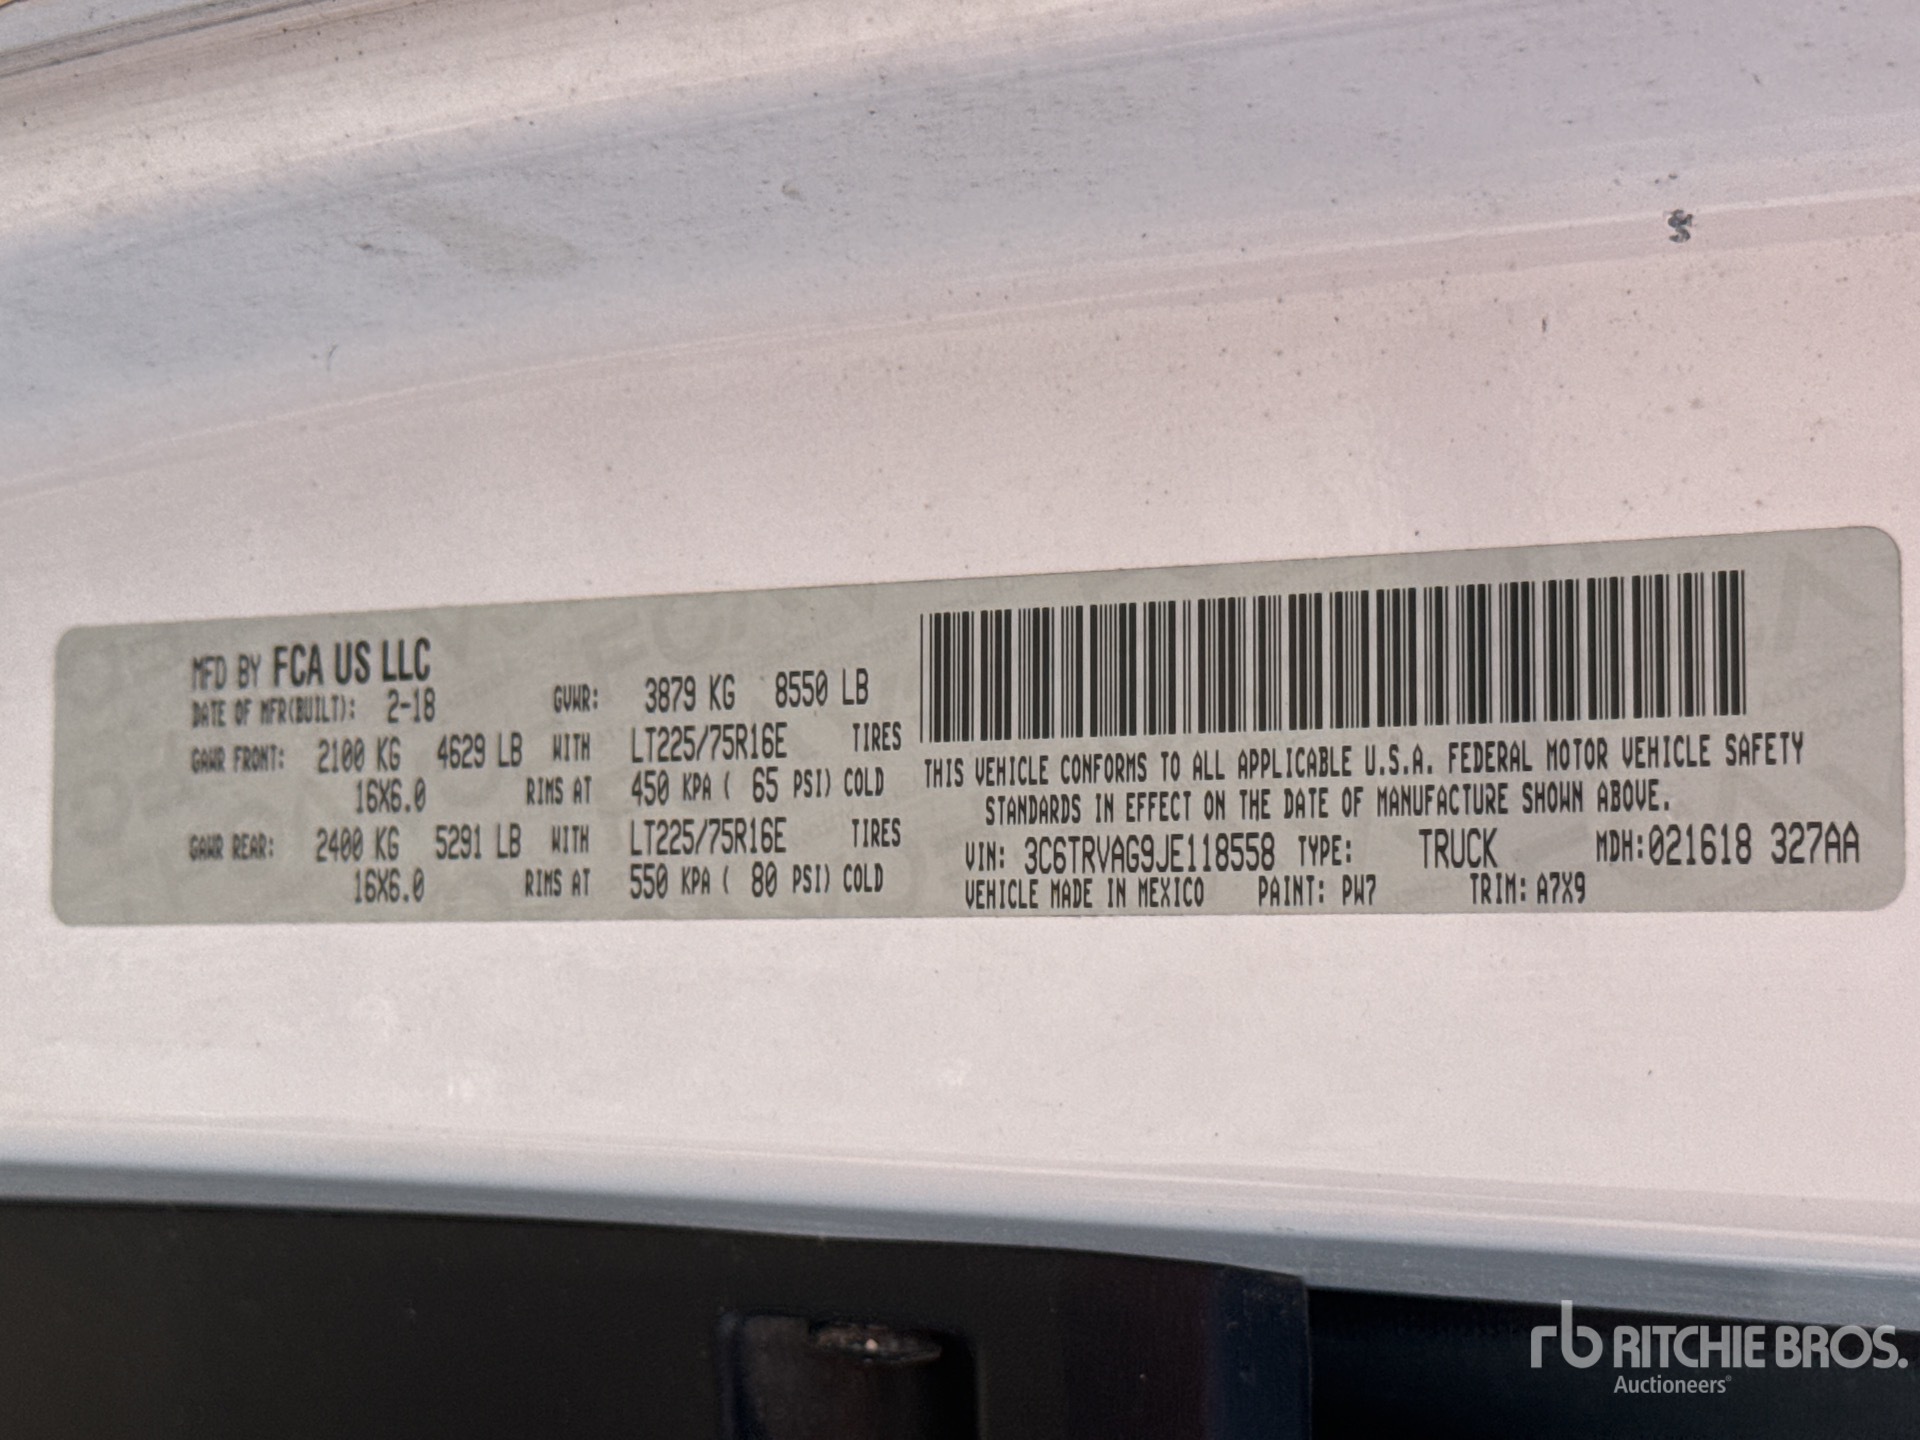 MFD BY FCA US LLC
DATE OF MFR(BUILT): 2-18 GVWR: 3879 KG 8550 LB
GAWR FRONT: 2100 KG 4629 LB WITH LT225/75R16E TIRES
16X6.0 RIMS AT 450 KPA ( 65 PSI) COLD
GAWR REAR: 2400 KG 5291 LB WITH LT225/75R16E TIRES
16X6.0 RIMS AT 550 KPA ( 80 PSI) COLD
THIS VEHICLE CONFORMS TO ALL APPLICABLE U.S.A. FEDERAL MOTOR VEHICLE SAFETY
STANDARDS IN EFFECT ON THE DATE OF MANUFACTURE SHOWN ABOVE.
VIN: 3C6TRVAG9JE118558 TYPE: TRUCK MDH:021618 327AA
VEHICLE MADE IN MEXICO PAINT: PW7 TRIM: A7X9
rb RITCHIE BROS.
Auctioneers®